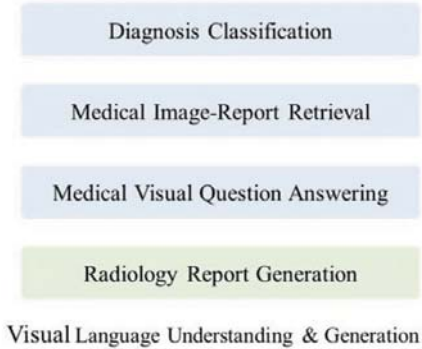 Diagnosis Classification
Medical Image-Report Retrieval
Medical Visual Question Answering
Radiology Report Generation
Visual Language Understanding & Generation